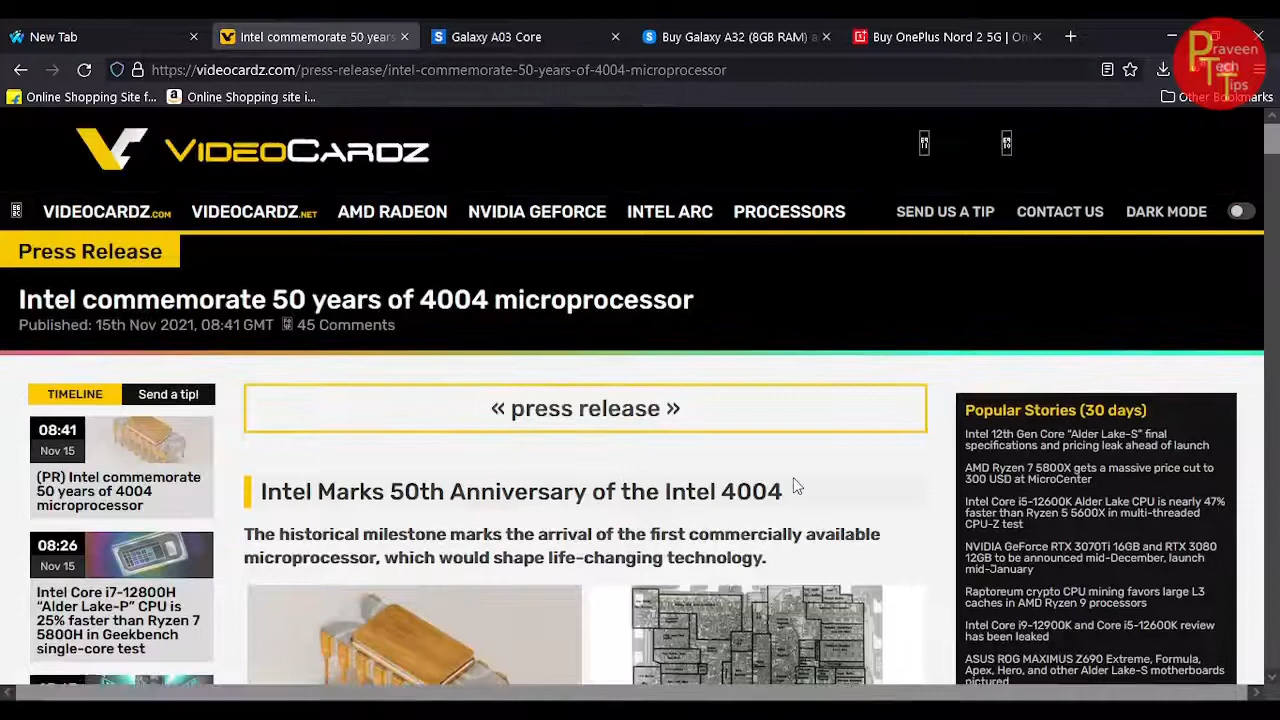 New Tab
Intel commemorate 50 years
Galaxy A03 Core
Buy Galaxy A32 (8GB RAM) a
Buy OnePlus Nord 2 5G | On
Praveen
Tech
Tips
https://videocardz.com/press-release/intel-commemorate-50-years-of-4004-microprocessor
Online Shopping Site f...
Online Shopping site i...
Other Bookmarks
VIDEOCARDZ
VIDEOCARDZ.COM
VIDEOCARDZ.NET
AMD RADEON
NVIDIA GEFORCE
INTEL ARC
PROCESSORS
SEND US A TIP
CONTACT US
DARK MODE
Press Release
Intel commemorate 50 years of 4004 microprocessor
Published: 15th Nov 2021, 08:41 GMT 45 Comments
TIMELINE
Send a tip!
08:41
Nov 15
(PR) Intel commemorate
50 years of 4004
microprocessor
08:26
Nov 15
Intel Core i7-12800H
“Alder Lake-P” CPU is
25% faster than Ryzen 7
5800H in Geekbench
single-core test
« press release »
Intel Marks 50th Anniversary of the Intel 4004
The historical milestone marks the arrival of the first commercially available
microprocessor, which would shape life-changing technology.
Popular Stories (30 days)
Intel 12th Gen Core “Alder Lake-S” final
specifications and pricing leak ahead of launch
AMD Ryzen 7 5800X gets a massive price cut to
300 USD at MicroCenter
Intel Core i5-12600K Alder Lake CPU is nearly 47%
faster than Ryzen 5 5600X in multi-threaded
CPU-Z test
NVIDIA GeForce RTX 3070Ti 16GB and RTX 3080
12GB to be announced mid-December, launch
mid-January
Raptoreum crypto CPU mining favors large L3
caches in AMD Ryzen 9 processors
Intel Core i9-12900K and Core i5-12600K review
has been leaked
ASUS ROG MAXIMUS Z690 Extreme, Formula,
Apex, Hero, and other Alder Lake-S motherboards
pictured